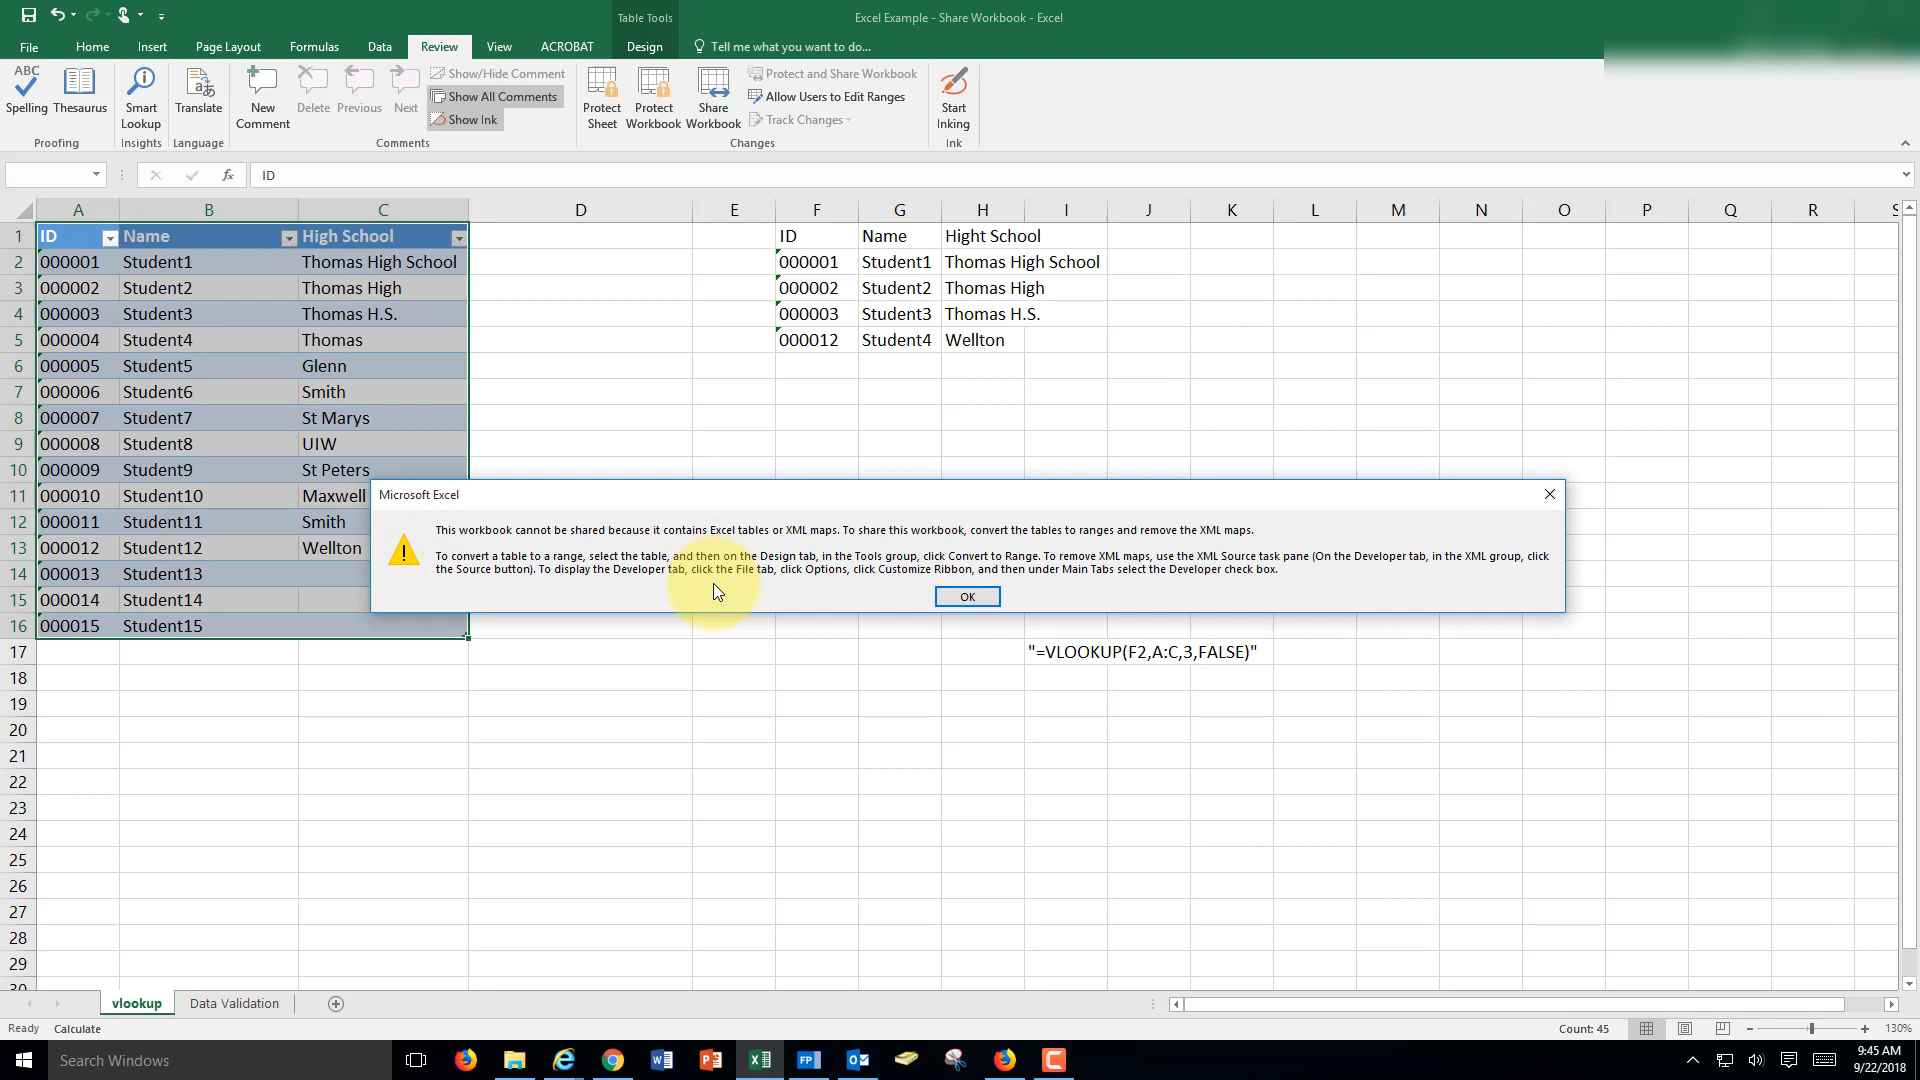 Table Tools
Excel Example - Share Workbook - Excel
File Home Insert Page Layout Formulas Data Review View ACROBAT Design Tell me what you want to do...
ABC
Spelling
Thesaurus
Smart Lookup
Translate
New Comment
Delete
Previous
Next
Show/Hide Comment
Show All Comments
Show Ink
Protect Sheet
Protect Workbook
Share Workbook
Protect and Share Workbook
Allow Users to Edit Ranges
Track Changes
Start Inking
Proofing Insights Language Comments Changes Ink
fx ID
A B C D E F G H I J K L M N O P Q R S
1 ID Name High School ID Name Hight School
2 000001 Student1 Thomas High School 000001 Student1 Thomas High School
3 000002 Student2 Thomas High 000002 Student2 Thomas High
4 000003 Student3 Thomas H.S. 000003 Student3 Thomas H.S.
5 000004 Student4 Thomas 000012 Student4 Wellton
6 000005 Student5 Glenn
7 000006 Student6 Smith
8 000007 Student7 St Marys
9 000008 Student8 UIW
10 000009 Student9 St Peters
11 000010 Student10 Maxwell
12 000011 Student11 Smith
13 000012 Student12 Wellton
14 000013 Student13
15 000014 Student14
16 000015 Student15
Microsoft Excel
This workbook cannot be shared because it contains Excel tables or XML maps. To share this workbook, convert the tables to ranges and remove the XML maps.
To convert a table to a range, select the table, and then on the Design tab, in the Tools group, click Convert to Range. To remove XML maps, use the XML Source task pane (On the Developer tab, in the XML group, click
the Source button). To display the Developer tab, click the File tab, click Options, click Customize Ribbon, and then under Main Tabs select the Developer check box.
OK
17 "=VLOOKUP(F2,A:C,3,FALSE)"
18
19
20
21
22
23
24
25
26
27
28
29
30
vlookup Data Validation
Ready Calculate Count: 45 130%
Search Windows
9:45 AM
9/22/2018